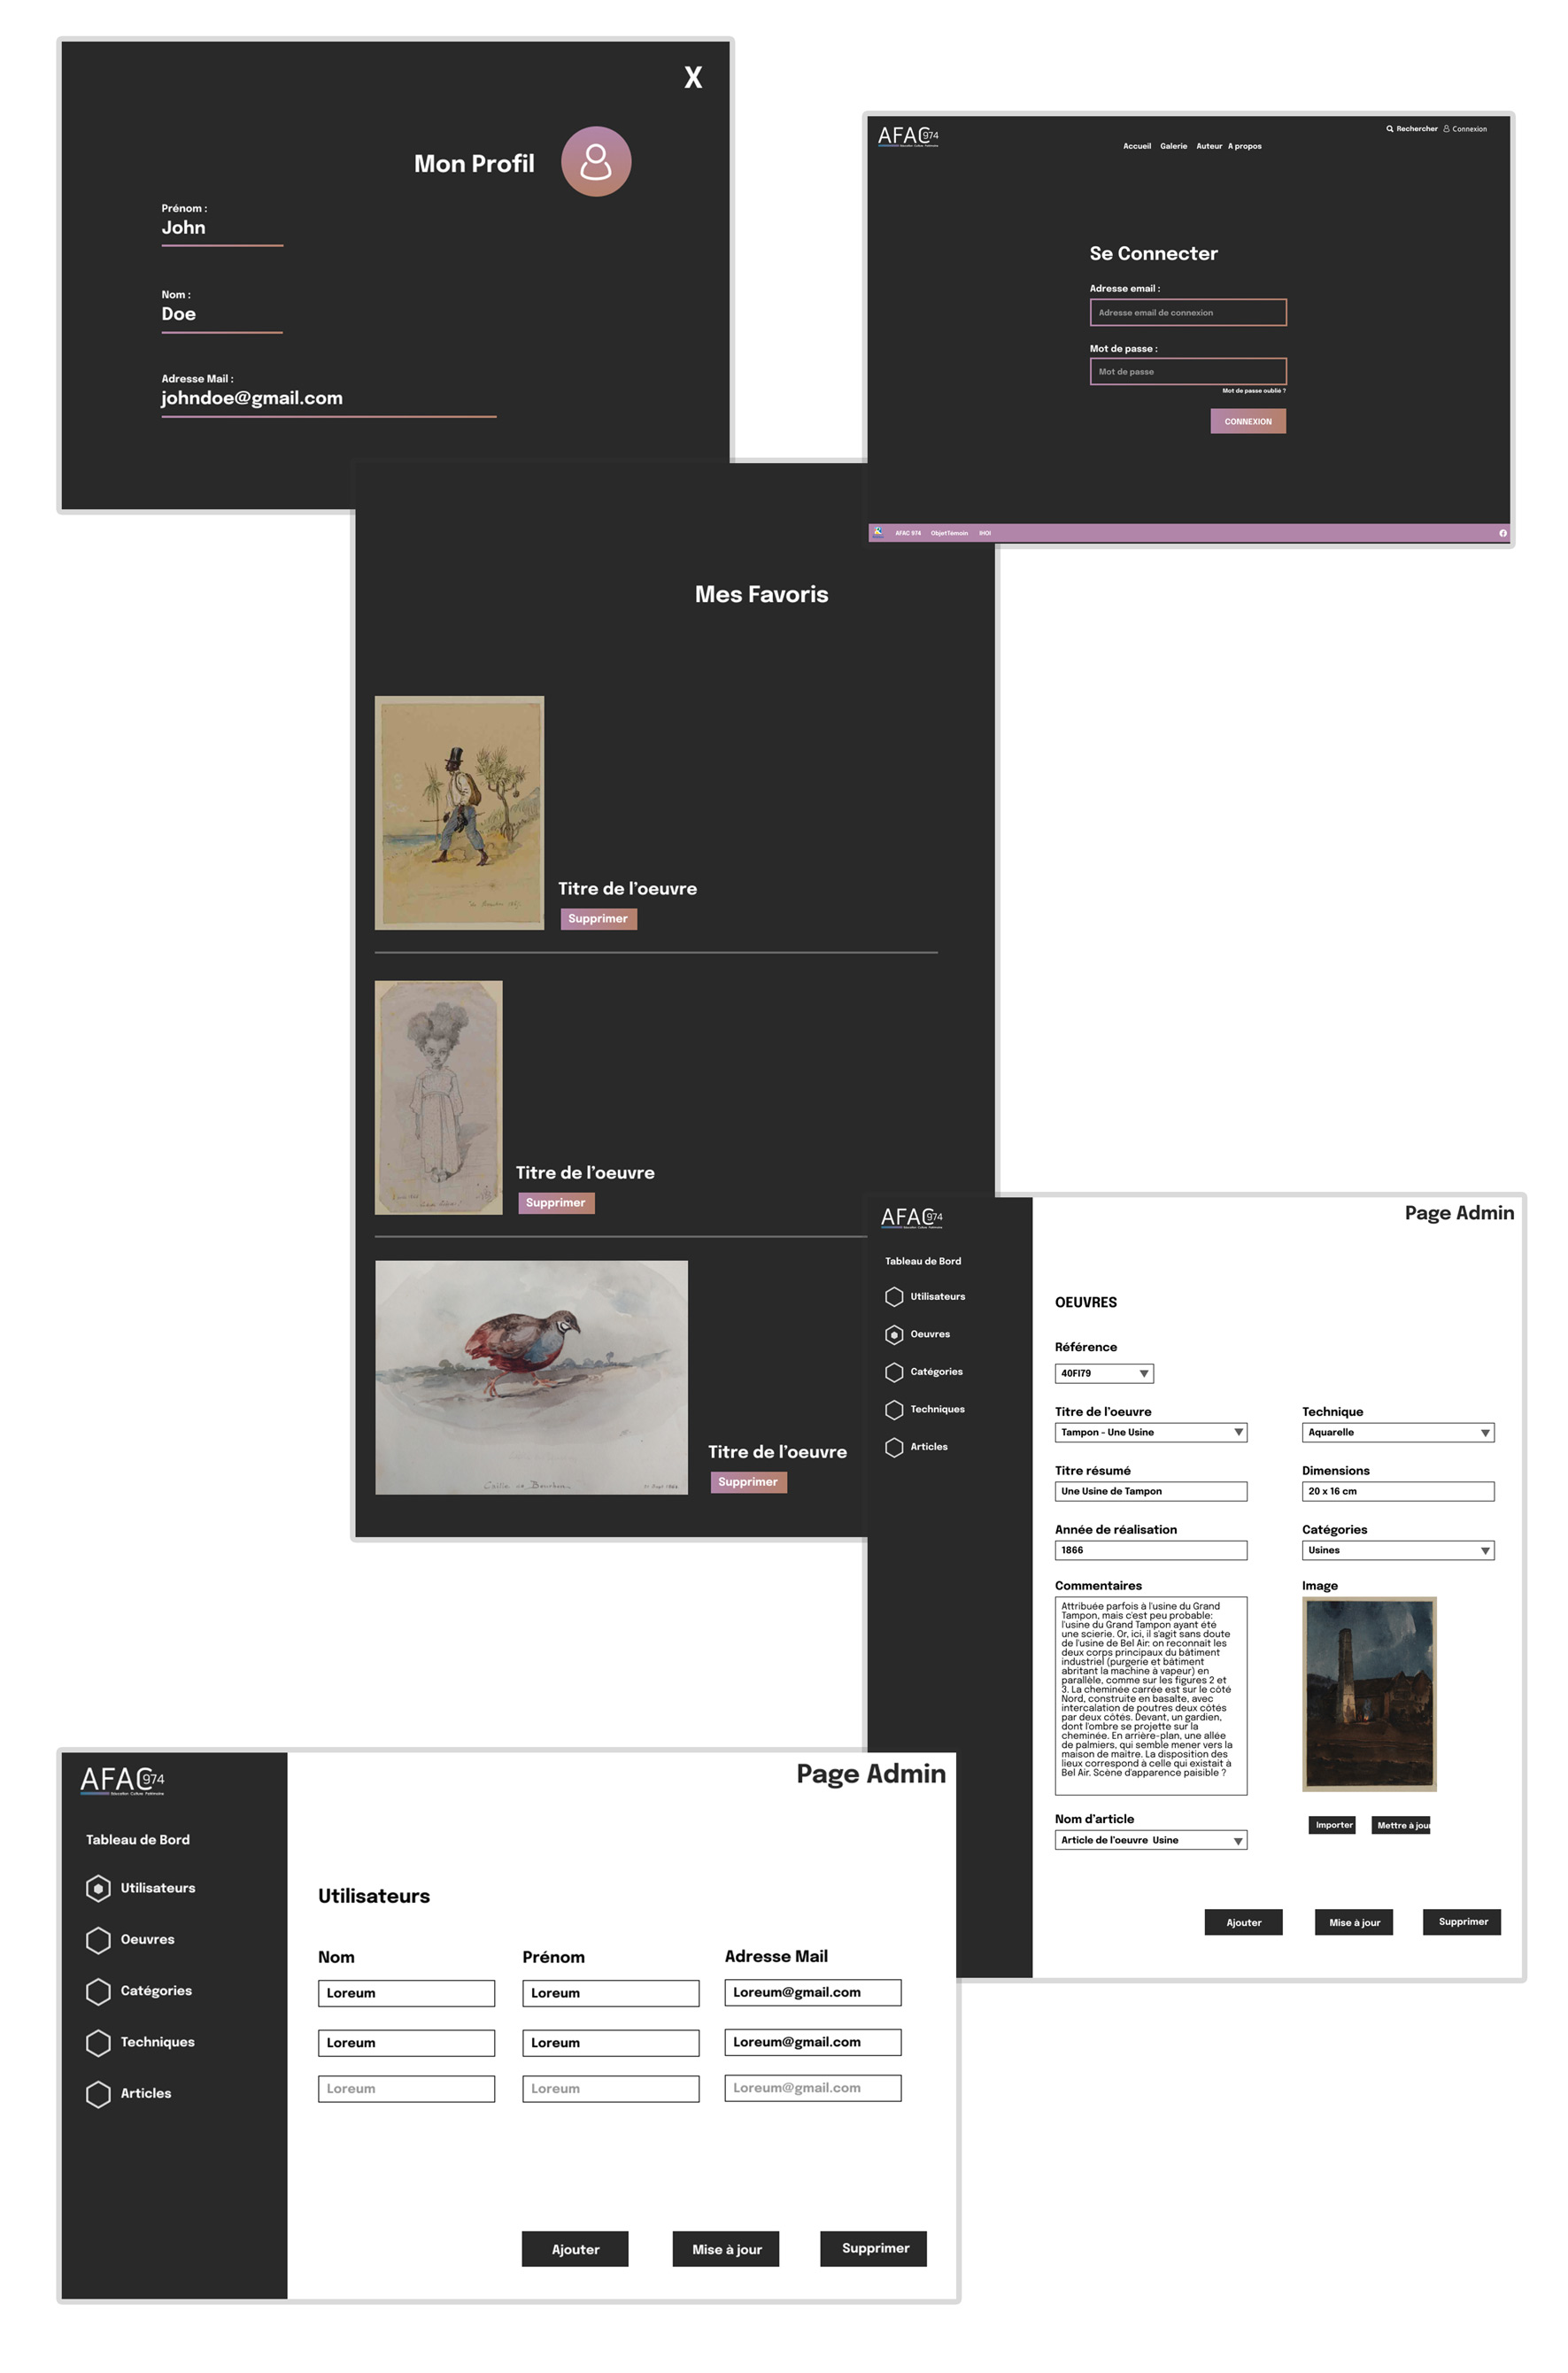 X
Mon Profil
Prénom :
John
Nom :
Doe
Adresse Mail :
johndoe@gmail.com
AFAC974
Education Culture Patrimoine
Rechercher Connexion
Accueil Galerie Auteur A propos
Se Connecter
Adresse email :
Adresse email de connexion
Mot de passe :
Mot de passe
Mot de passe oublié ?
CONNEXION
AFAC 974 ObjetTémoin IHOI
Mes Favoris
Titre de l'oeuvre
Supprimer
Titre de l'oeuvre
Supprimer
Titre de l'oeuvre
Supprimer
AFAC974
Education Culture Patrimoine
Page Admin
Tableau de Bord
Utilisateurs
Oeuvres
Catégories
Techniques
Articles
OEUVRES
Référence
40FI79
Titre de l'oeuvre
Tampon - Une Usine
Technique
Aquarelle
Titre résumé
Une Usine de Tampon
Dimensions
20 x 16 cm
Année de réalisation
1866
Catégories
Usines
Commentaires
Attribuée parfois à l'usine du Grand
Tampon, mais c'est peu probable:
l'usine du Grand Tampon ayant été
une scierie. Or, ici, il s'agit sans doute
de l'usine de Bel Air: on reconnaît les
deux corps principaux du bâtiment
industriel (purgerie et bâtiment
abritant la machine à vapeur) en
parallèle, comme sur les figures 2 et
3. La cheminée carrée est sur le côté
Nord, construite en basalte, avec
intercalation de poutres deux côtés
par deux côtés. Devant, un gardien,
dont l'ombre se projette sur la
cheminée. En arrière-plan, une allée
de palmiers, qui semble mener vers la
maison de maître. La disposition des
lieux correspond à celle qui existait à
Bel Air. Scène d'apparence paisible ?
Image
Importer
Mettre à jour
Nom d'article
Article de l'oeuvre Usine
Ajouter
Mise à jour
Supprimer
AFAC974
Education Culture Patrimoine
Page Admin
Tableau de Bord
Utilisateurs
Oeuvres
Catégories
Techniques
Articles
Utilisateurs
Nom Prénom Adresse Mail
Loreum Loreum Loreum@gmail.com
Loreum Loreum Loreum@gmail.com
Loreum Loreum Loreum@gmail.com
Ajouter
Mise à jour
Supprimer